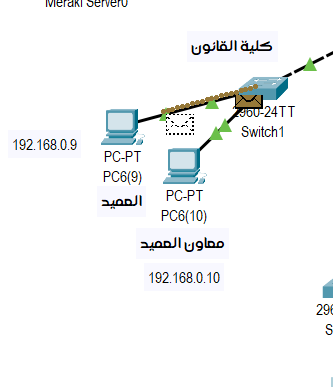 Meraki Server0
كلية القانون
2960-24TT
Switch1
192.168.0.9
PC-PT
PC6(9)
العميد
PC-PT
PC6(10)
معاون العميد
192.168.0.10
296
S